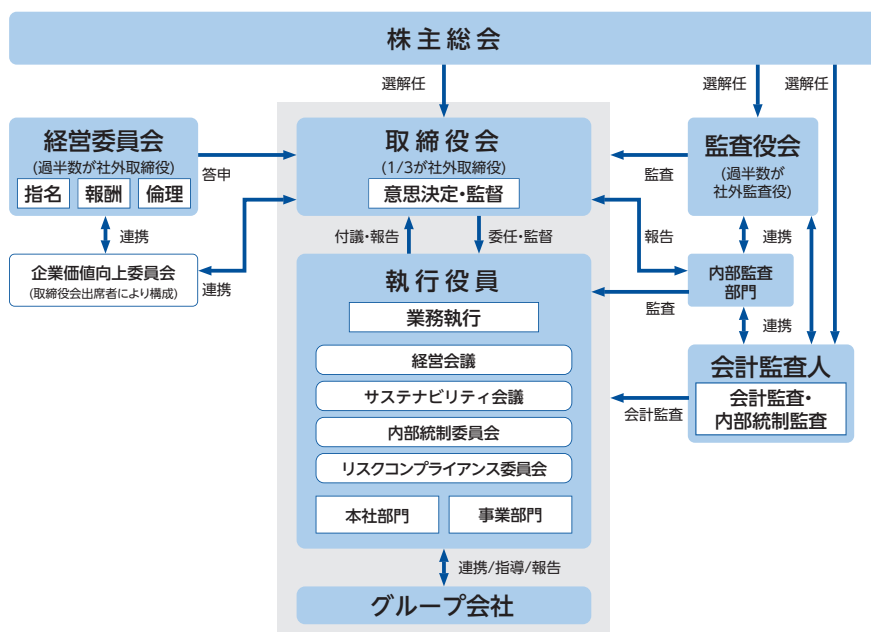 株主総会
選解任
選解任
選解任
経営委員会
(過半数が社外取締役)
指名
報酬
倫理
答申
取締役会
(1/3が社外取締役)
意思決定・監督
監査
監査役会
(過半数が
社外監査役)
連携
企業価値向上委員会
(取締役会出席者により構成)
連携
付議・報告
委任・監督
報告
連携
内部監査
部門
監査
連携
執行役員
業務執行
経営会議
サステナビリティ会議
内部統制委員会
リスクコンプライアンス委員会
本社部門
事業部門
会計監査
会計監査人
会計監査・
内部統制監査
連携/指導/報告
グループ会社